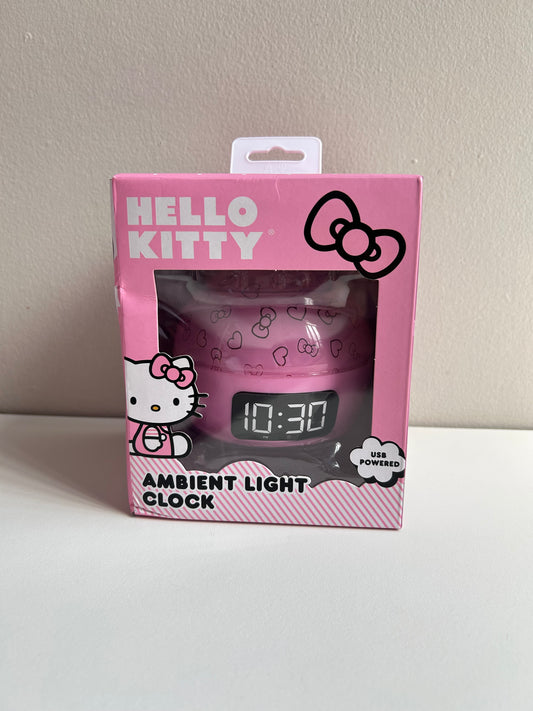 HELLO
KITTY®
10:30
USB
POWERED
AMBIENT LIGHT
CLOCK